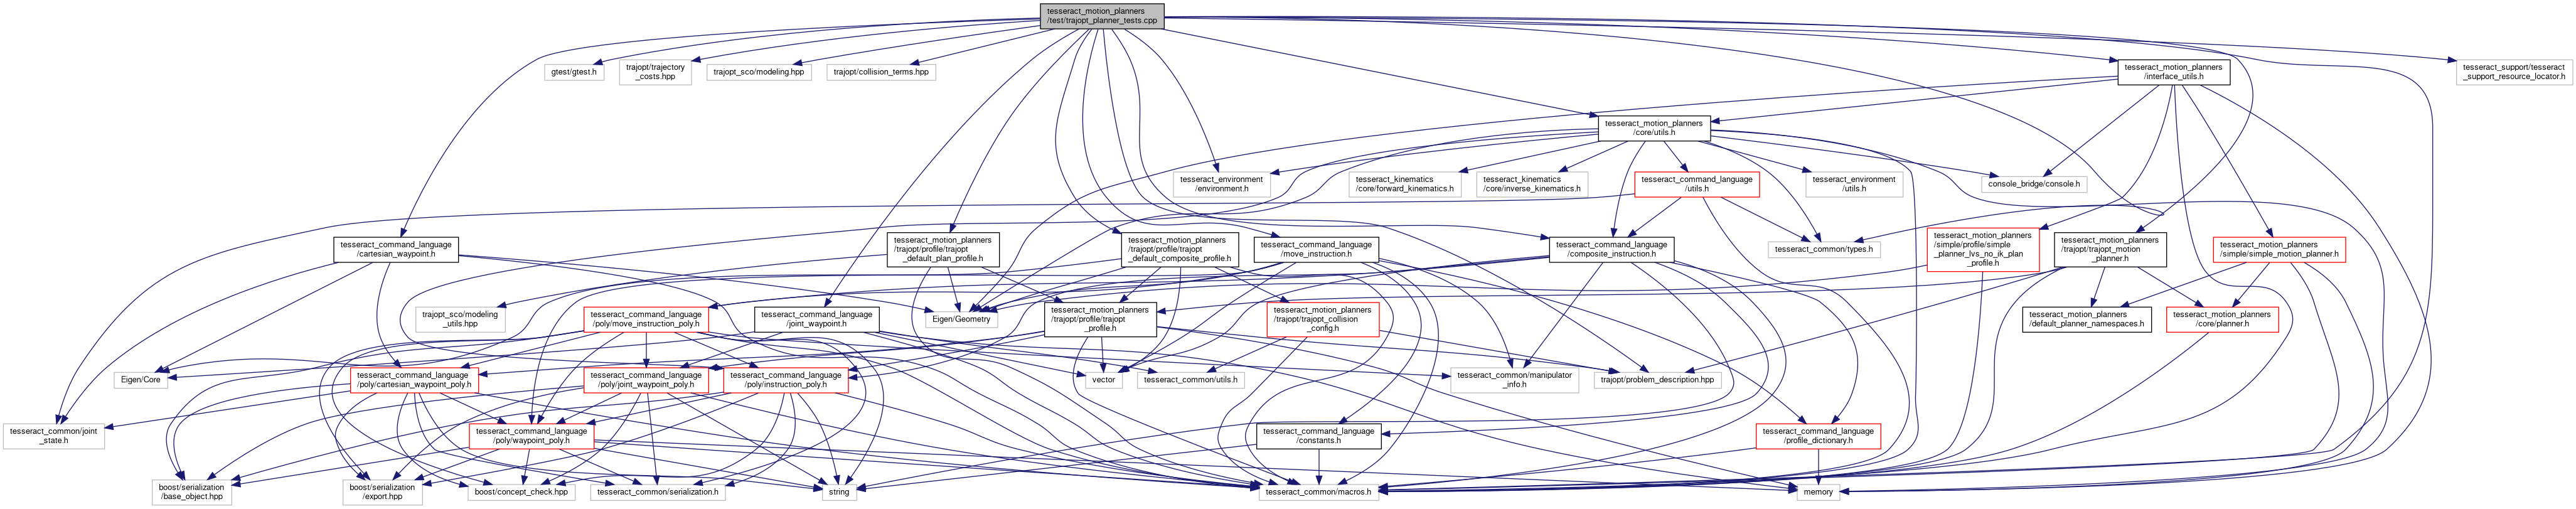 tesseract_motion_planners
/test/trajopt_planner_tests.cpp
gtest/gtest.h
trajopt/trajectory
_costs.hpp
trajopt_sco/modeling.hpp
trajopt/collision_terms.hpp
tesseract_motion_planners
/interface_utils.h
tesseract_support/tesseract
_support_resource_locator.h
tesseract_motion_planners
/core/utils.h
tesseract_environment
/environment.h
tesseract_kinematics
/core/forward_kinematics.h
tesseract_kinematics
/core/inverse_kinematics.h
tesseract_command_language
/utils.h
tesseract_environment
/utils.h
console_bridge/console.h
tesseract_command_language
/cartesian_waypoint.h
tesseract_motion_planners
/trajopt/profile/trajopt
_default_plan_profile.h
tesseract_motion_planners
/trajopt/profile/trajopt
_default_composite_profile.h
tesseract_command_language
/move_instruction.h
tesseract_command_language
/composite_instruction.h
tesseract_common/types.h
tesseract_motion_planners
/simple/profile/simple
_planner_lvs_no_ik_plan
_profile.h
tesseract_motion_planners
/trajopt/trajopt_motion
_planner.h
tesseract_motion_planners
/simple/simple_motion_planner.h
trajopt_sco/modeling
_utils.hpp
tesseract_command_language
/poly/move_instruction_poly.h
tesseract_command_language
/joint_waypoint.h
Eigen/Geometry
tesseract_motion_planners
/trajopt/profile/trajopt
_profile.h
tesseract_motion_planners
/trajopt/trajopt_collision
_config.h
tesseract_motion_planners
/default_planner_namespaces.h
tesseract_motion_planners
/core/planner.h
Eigen/Core
tesseract_command_language
/poly/cartesian_waypoint_poly.h
tesseract_command_language
/poly/joint_waypoint_poly.h
tesseract_command_language
/poly/instruction_poly.h
vector
tesseract_common/utils.h
tesseract_common/manipulator
_info.h
trajopt/problem_description.hpp
tesseract_common/joint
_state.h
tesseract_command_language
/poly/waypoint_poly.h
tesseract_command_language
/constants.h
tesseract_command_language
/profile_dictionary.h
boost/serialization
/base_object.hpp
boost/serialization
/export.hpp
boost/concept_check.hpp
tesseract_common/serialization.h
string
tesseract_common/macros.h
memory